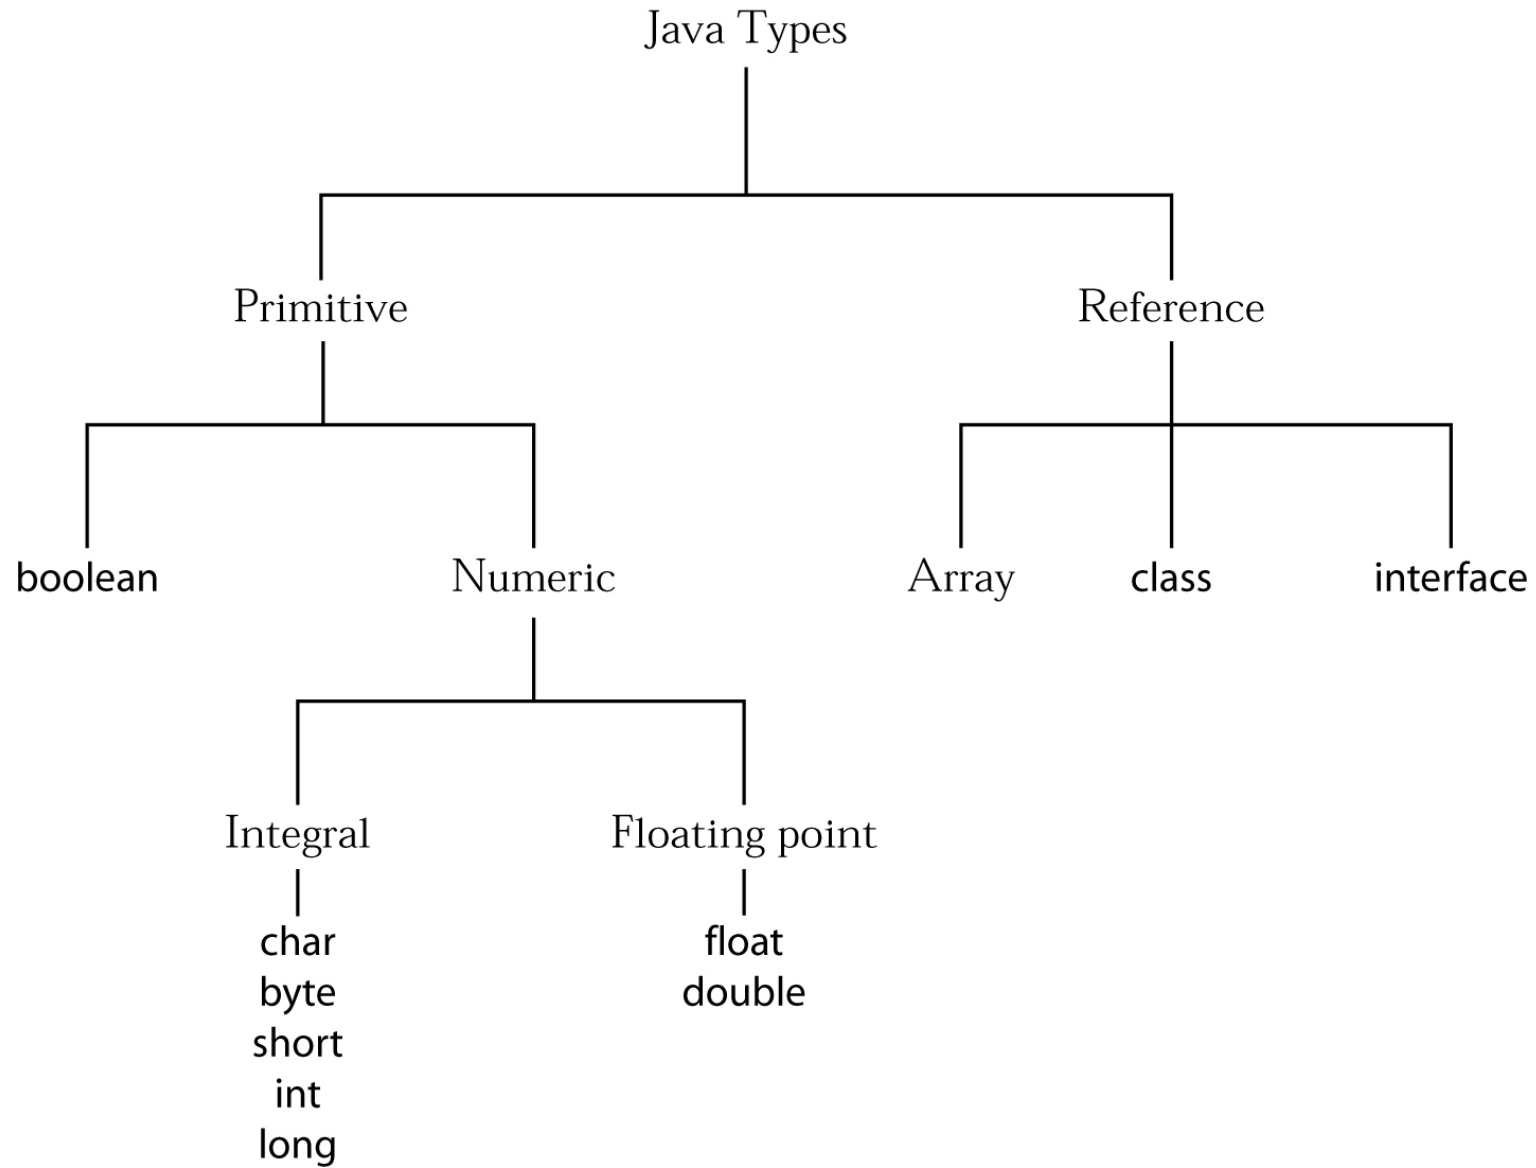 Java Types
Primitive
Reference
boolean
Numeric
Array
class
interface
Integral
Floating point
char
byte
short
int
long
float
double